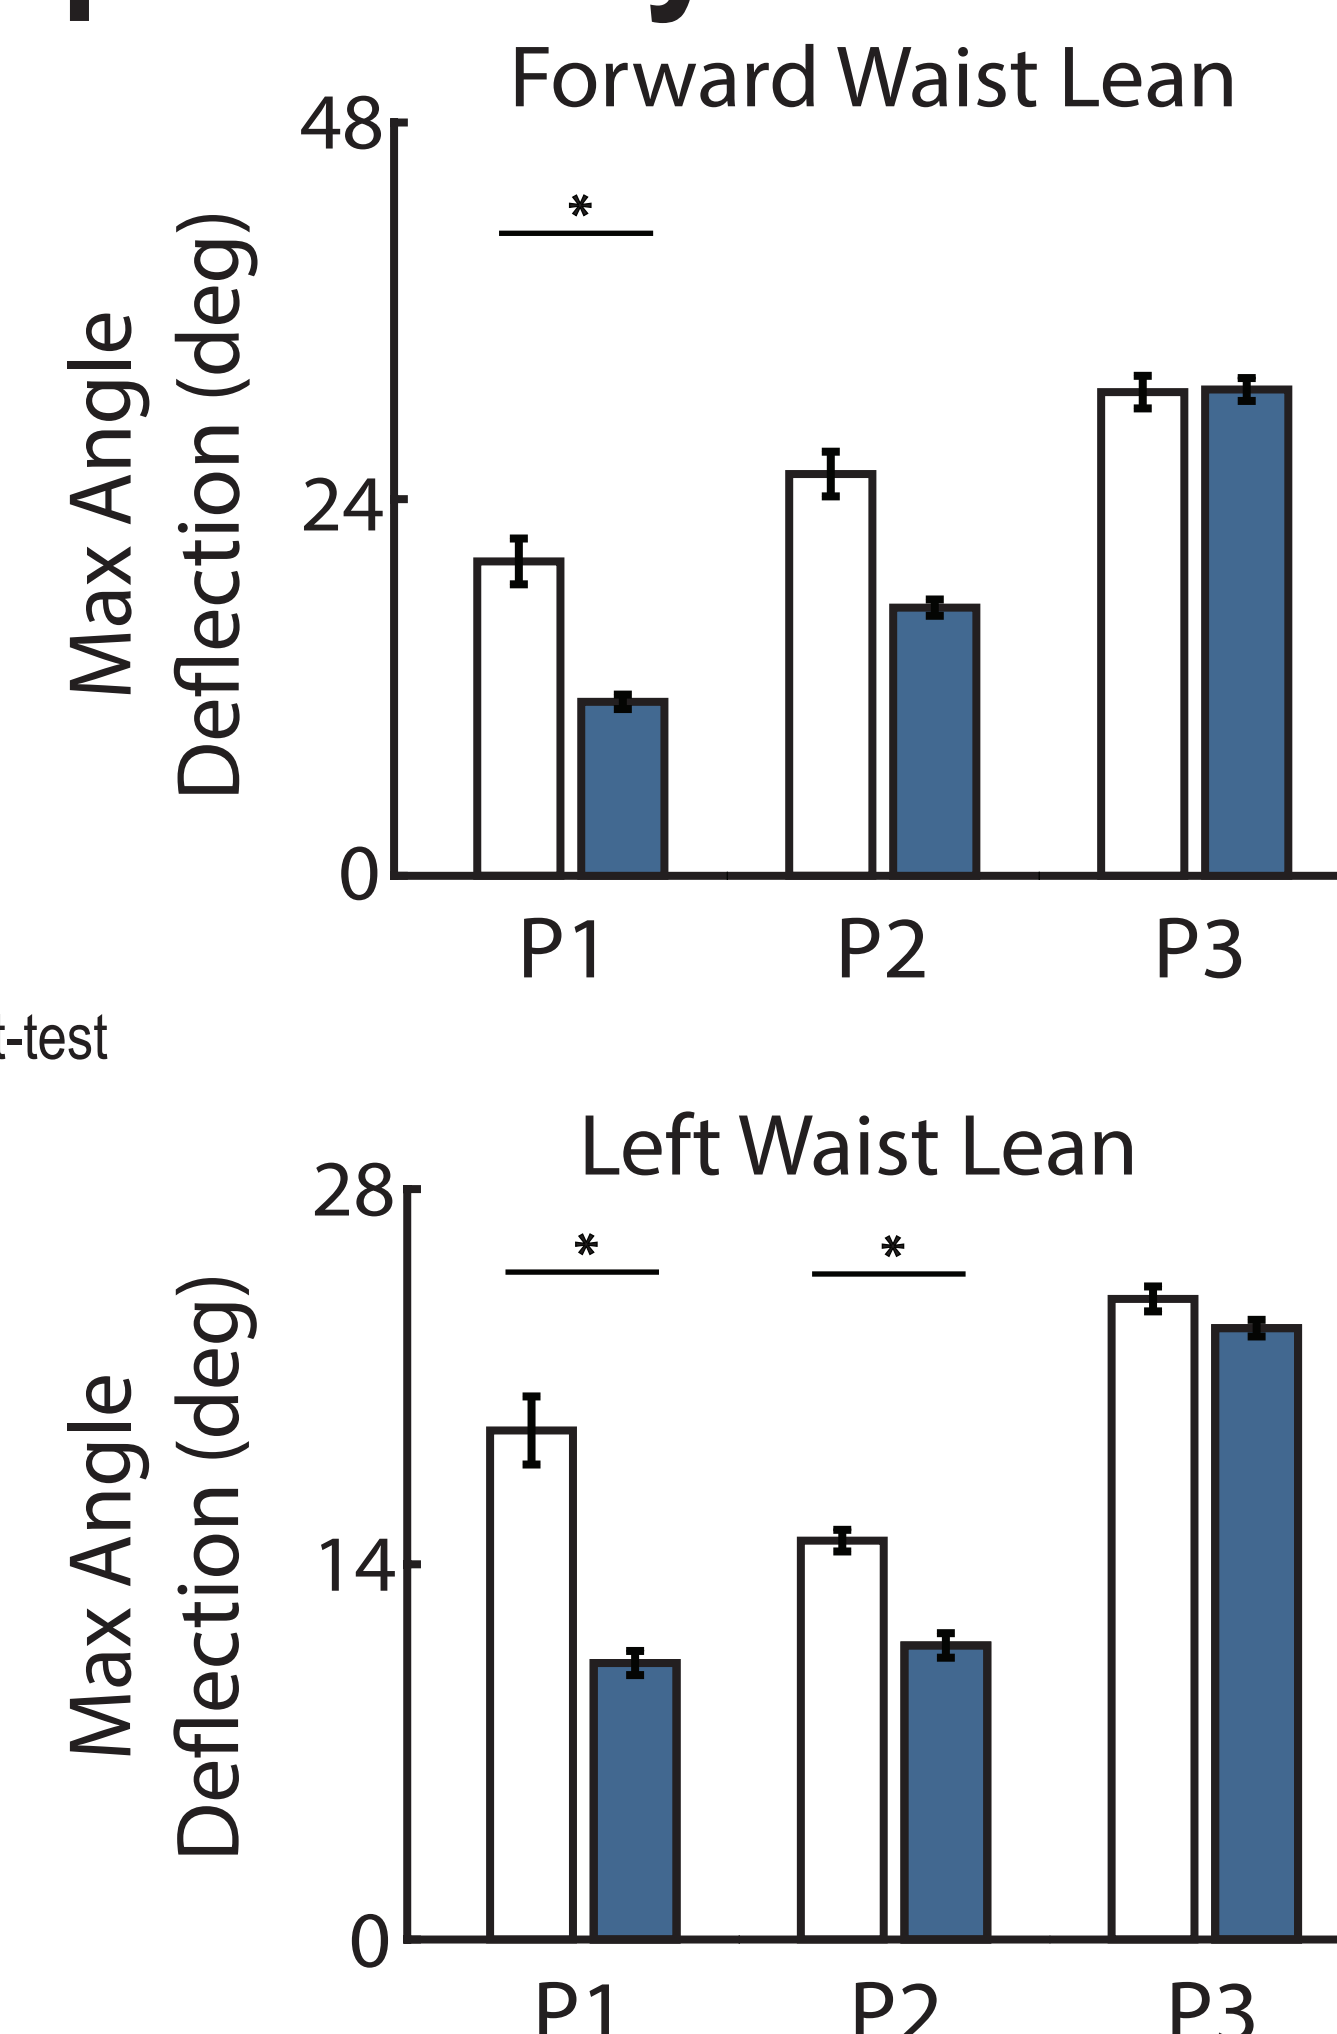 Forward Waist Lean
48
*
Max Angle
Deflection (deg)
24
0
P1 P2 P3
t-test
Left Waist Lean
28
* *
Max Angle
Deflection (deg)
14
0
P1 P2 P3